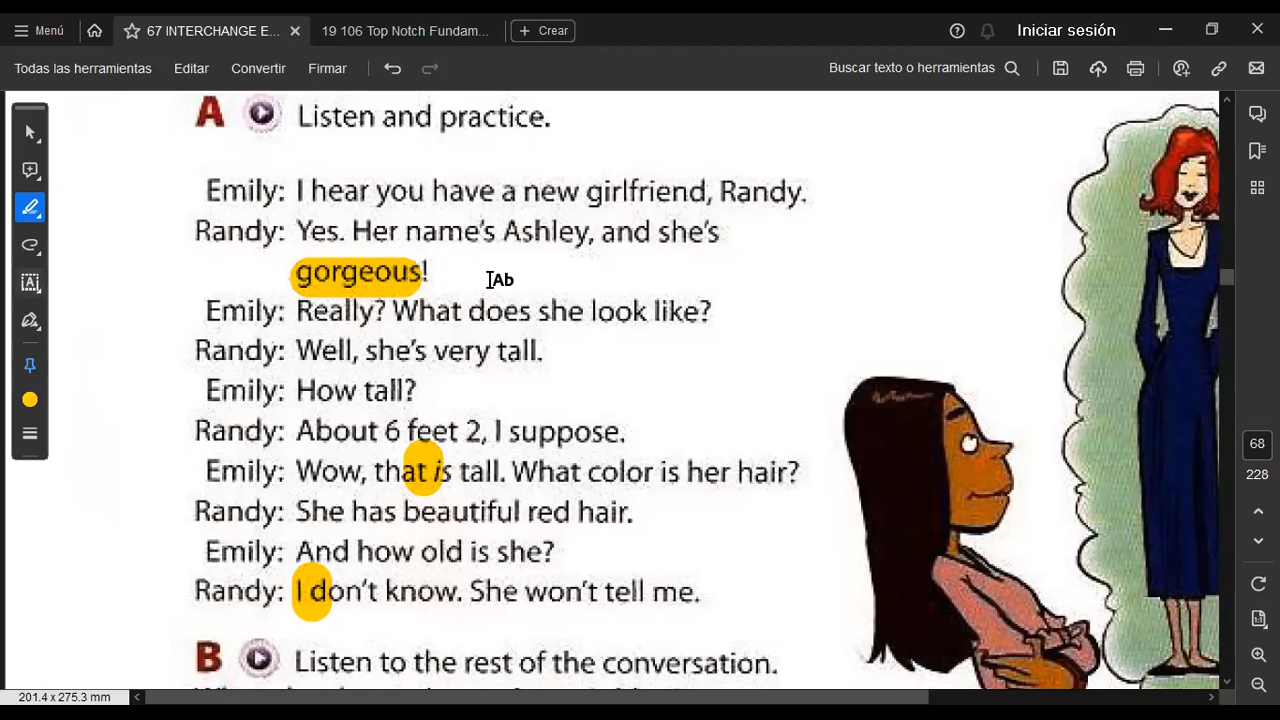 Menú
67 INTERCHANGE E...
19 106 Top Notch Fundam...
Crear
Iniciar sesión
Todas las herramientas
Editar
Convertir
Firmar
Buscar texto o herramientas
A Listen and practice.
Emily: I hear you have a new girlfriend, Randy.
Randy: Yes. Her name's Ashley, and she's
gorgeous!
Ab
Emily: Really? What does she look like?
Randy: Well, she's very tall.
Emily: How tall?
Randy: About 6 feet 2, I suppose.
Emily: Wow, that is tall. What color is her hair?
Randy: She has beautiful red hair.
Emily: And how old is she?
Randy: I don't know. She won't tell me.
B Listen to the rest of the conversation.
68
228
201.4 x 275.3 mm